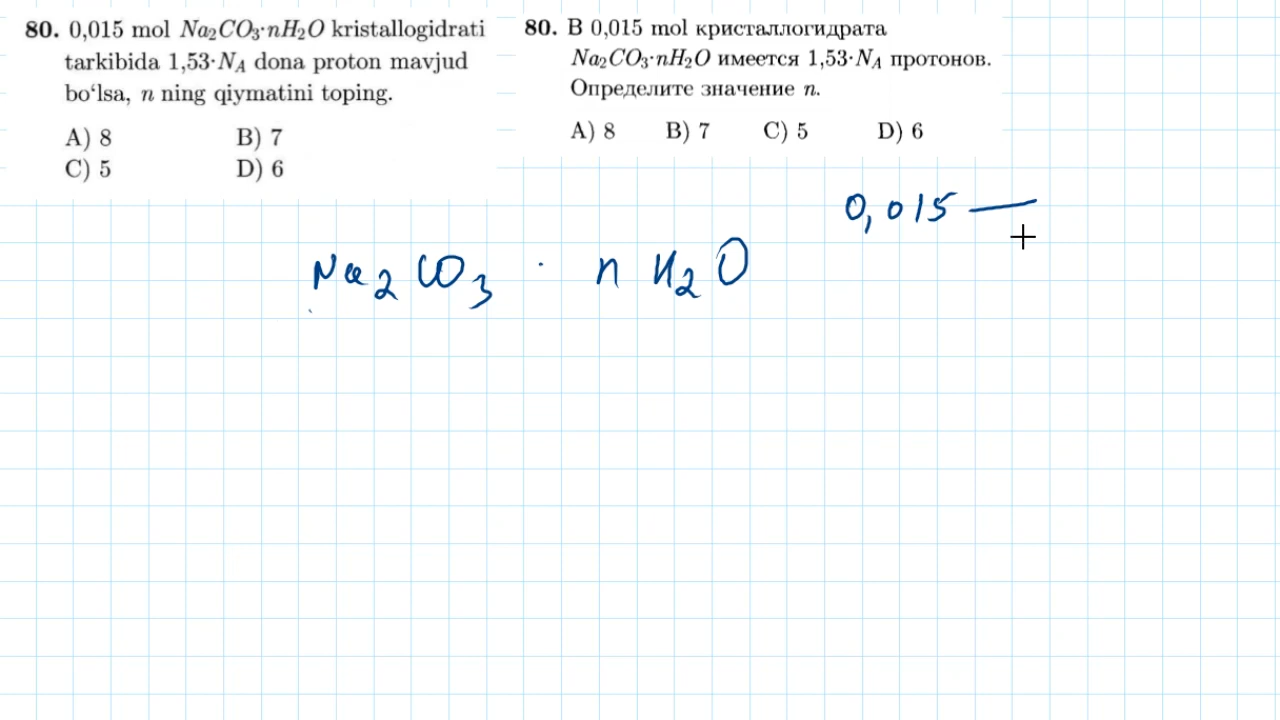 80. 0,015 mol Na₂CO₃·nH₂O kristallogidrati
tarkibida 1,53·N_A dona proton mavjud
bo‘lsa, n ning qiymatini toping.
A) 8 B) 7
C) 5 D) 6
80. В 0,015 mol кристаллогидрата
Na₂CO₃·nH₂O имеется 1,53·N_A протонов.
Определите значение n.
A) 8 B) 7 C) 5 D) 6
0,015 —
Na₂CO₃ · n H₂O